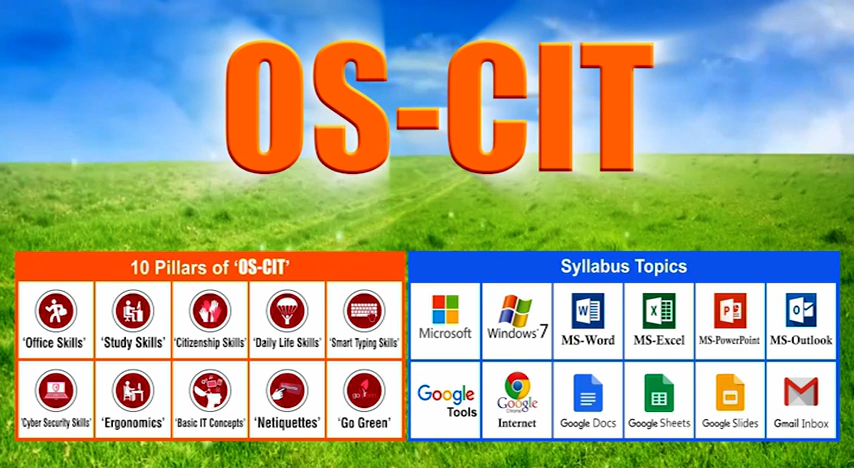 OS-CIT
10 Pillars of 'OS-CIT'
'Office Skills' 'Study Skills' 'Citizenship Skills' 'Daily Life Skills' 'Smart Typing Skills'
'Cyber Security Skills' 'Ergonomics' 'Basic IT Concepts' 'Netiquettes' 'Go Green'
Syllabus Topics
Microsoft Windows 7 MS-Word MS-Excel MS-PowerPoint MS-Outlook
Google Tools Google Chrome Internet Google Docs Google Sheets Google Slides Gmail Inbox